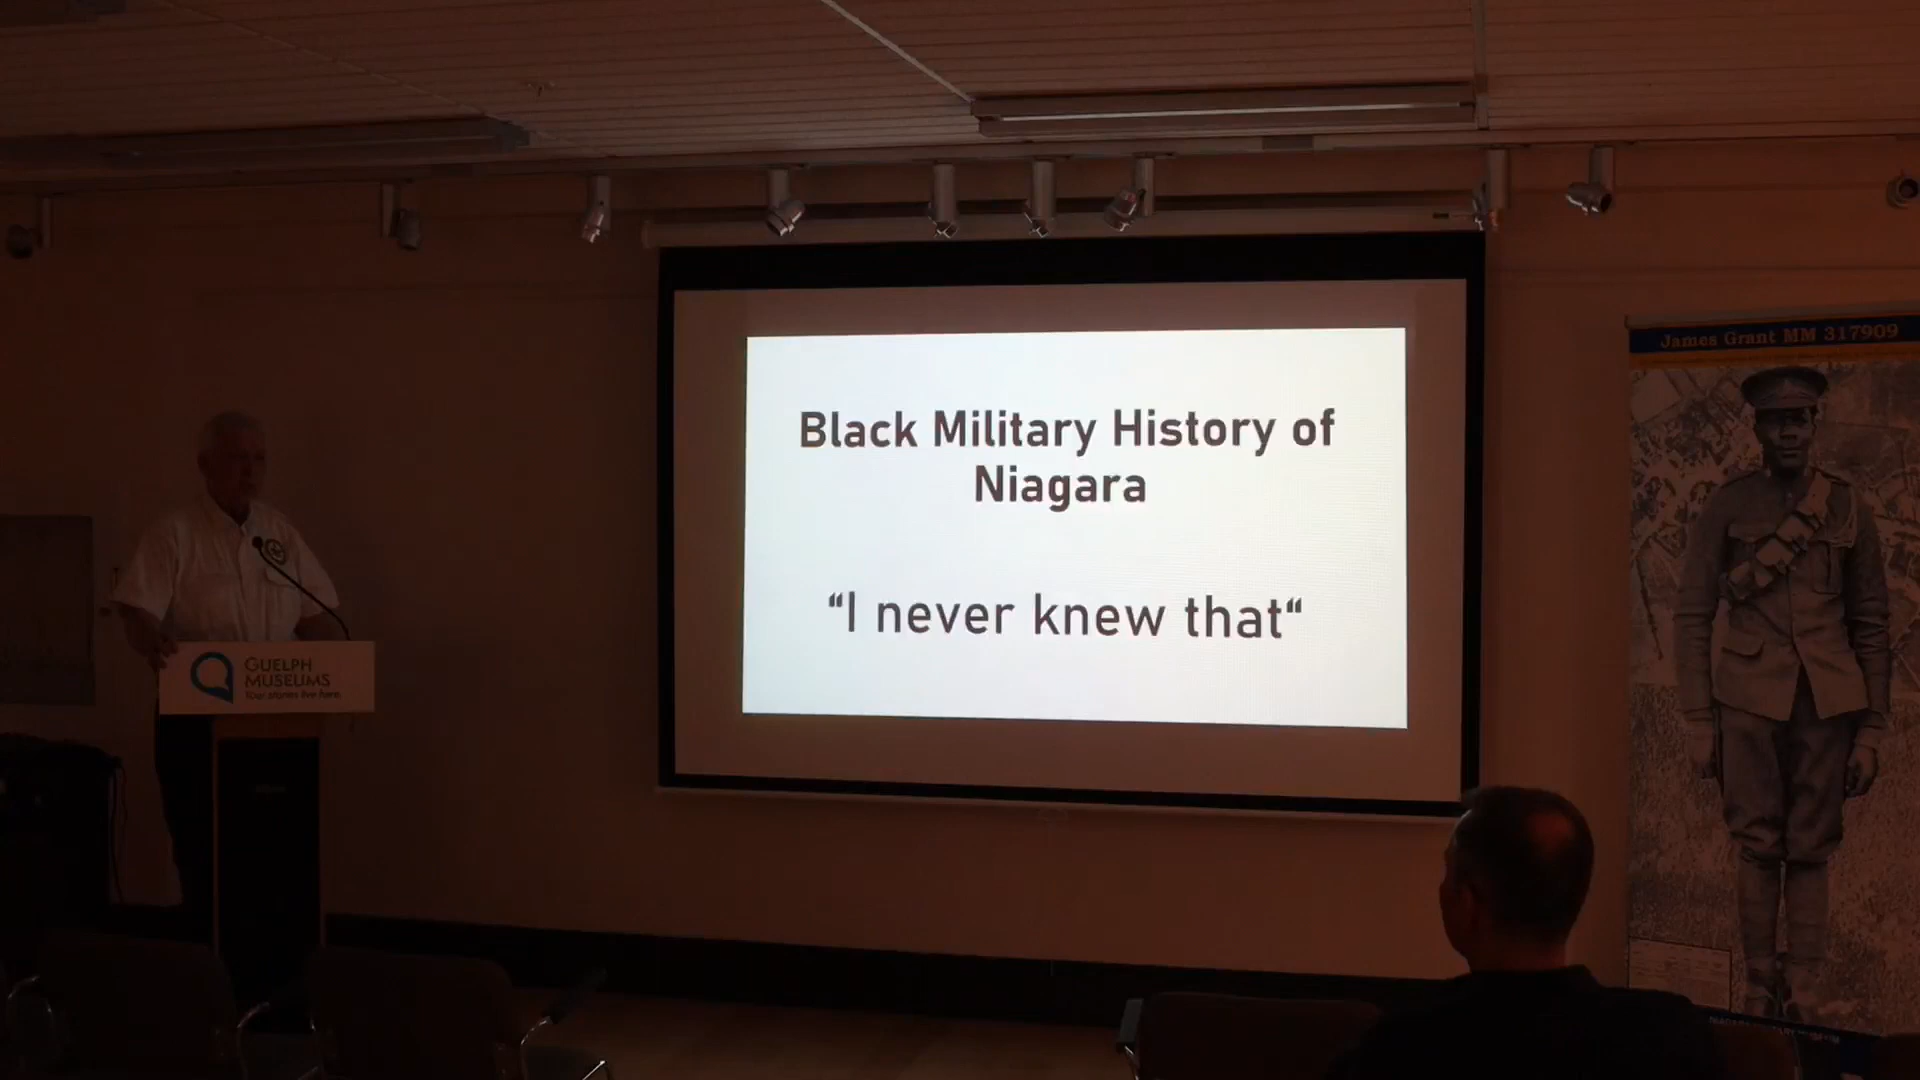 Black Military History of
Niagara
“I never knew that“
James Grant MM 317909
GUELPH
MUSEUMS
Your stories live here.